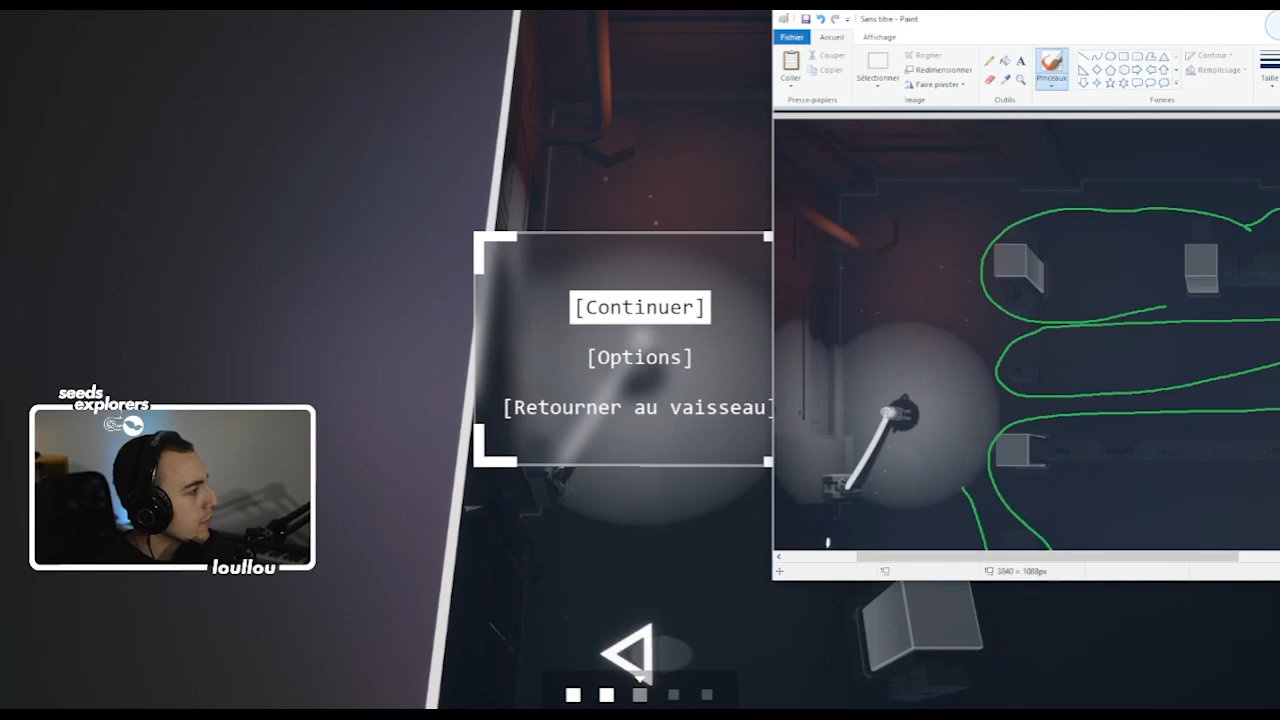 Sans titre - Paint
Fichier
Accueil
Affichage
Coller
Couper
Copier
Presse-papiers
Sélectionner
Rogner
Redimensionner
Faire pivoter
Image
A
Outils
Pinceaux
Formes
Contour
Remplissage
Taille
[Continuer]
[Options]
[Retourner au vaisseau]
seeds
explorers
loullou
3840 × 1088px